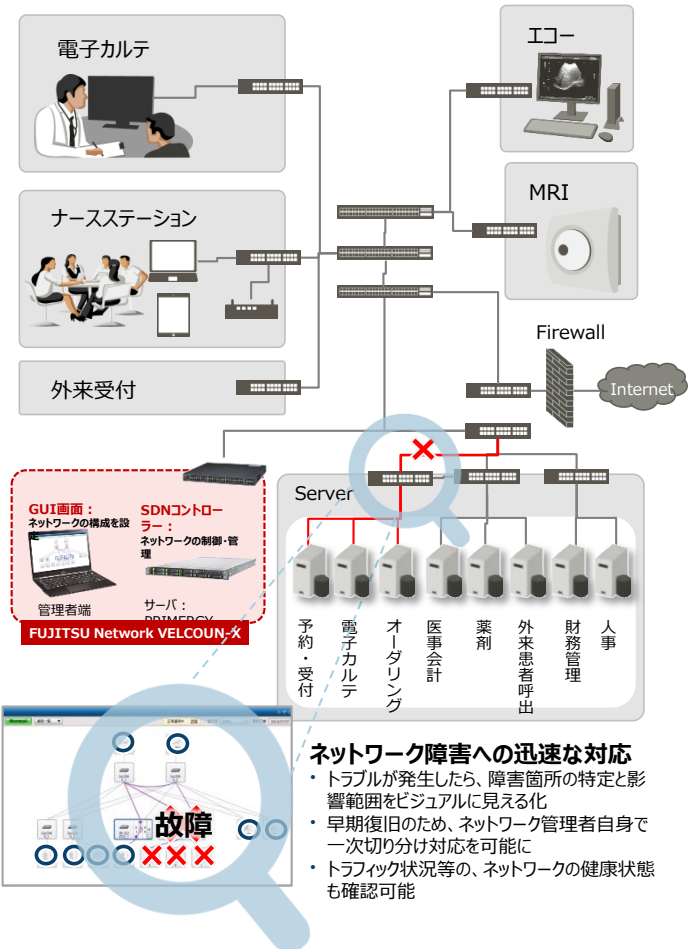 電子カルテ
エコー
ナースステーション
MRI
外来受付
Firewall
Internet
Server
GUI画面：
ネットワークの構成を設
定
SDNコントロー
ラー：
ネットワークの制御・管
理
管理者端
サーバ：
PRIMERGY
FUJITSU Network VELCOUN-X
予約・受付
電子カルテ
オーダリング
医事会計
薬剤
外来患者呼出
財務管理
人事
故障
ネットワーク障害への迅速な対応
・ トラブルが発生したら、障害箇所の特定と影
響範囲をビジュアルに見える化
・ 早期復旧のため、ネットワーク管理者自身で
一次切り分け対応を可能に
・ トラフィック状況等の、ネットワークの健康状態
も確認可能